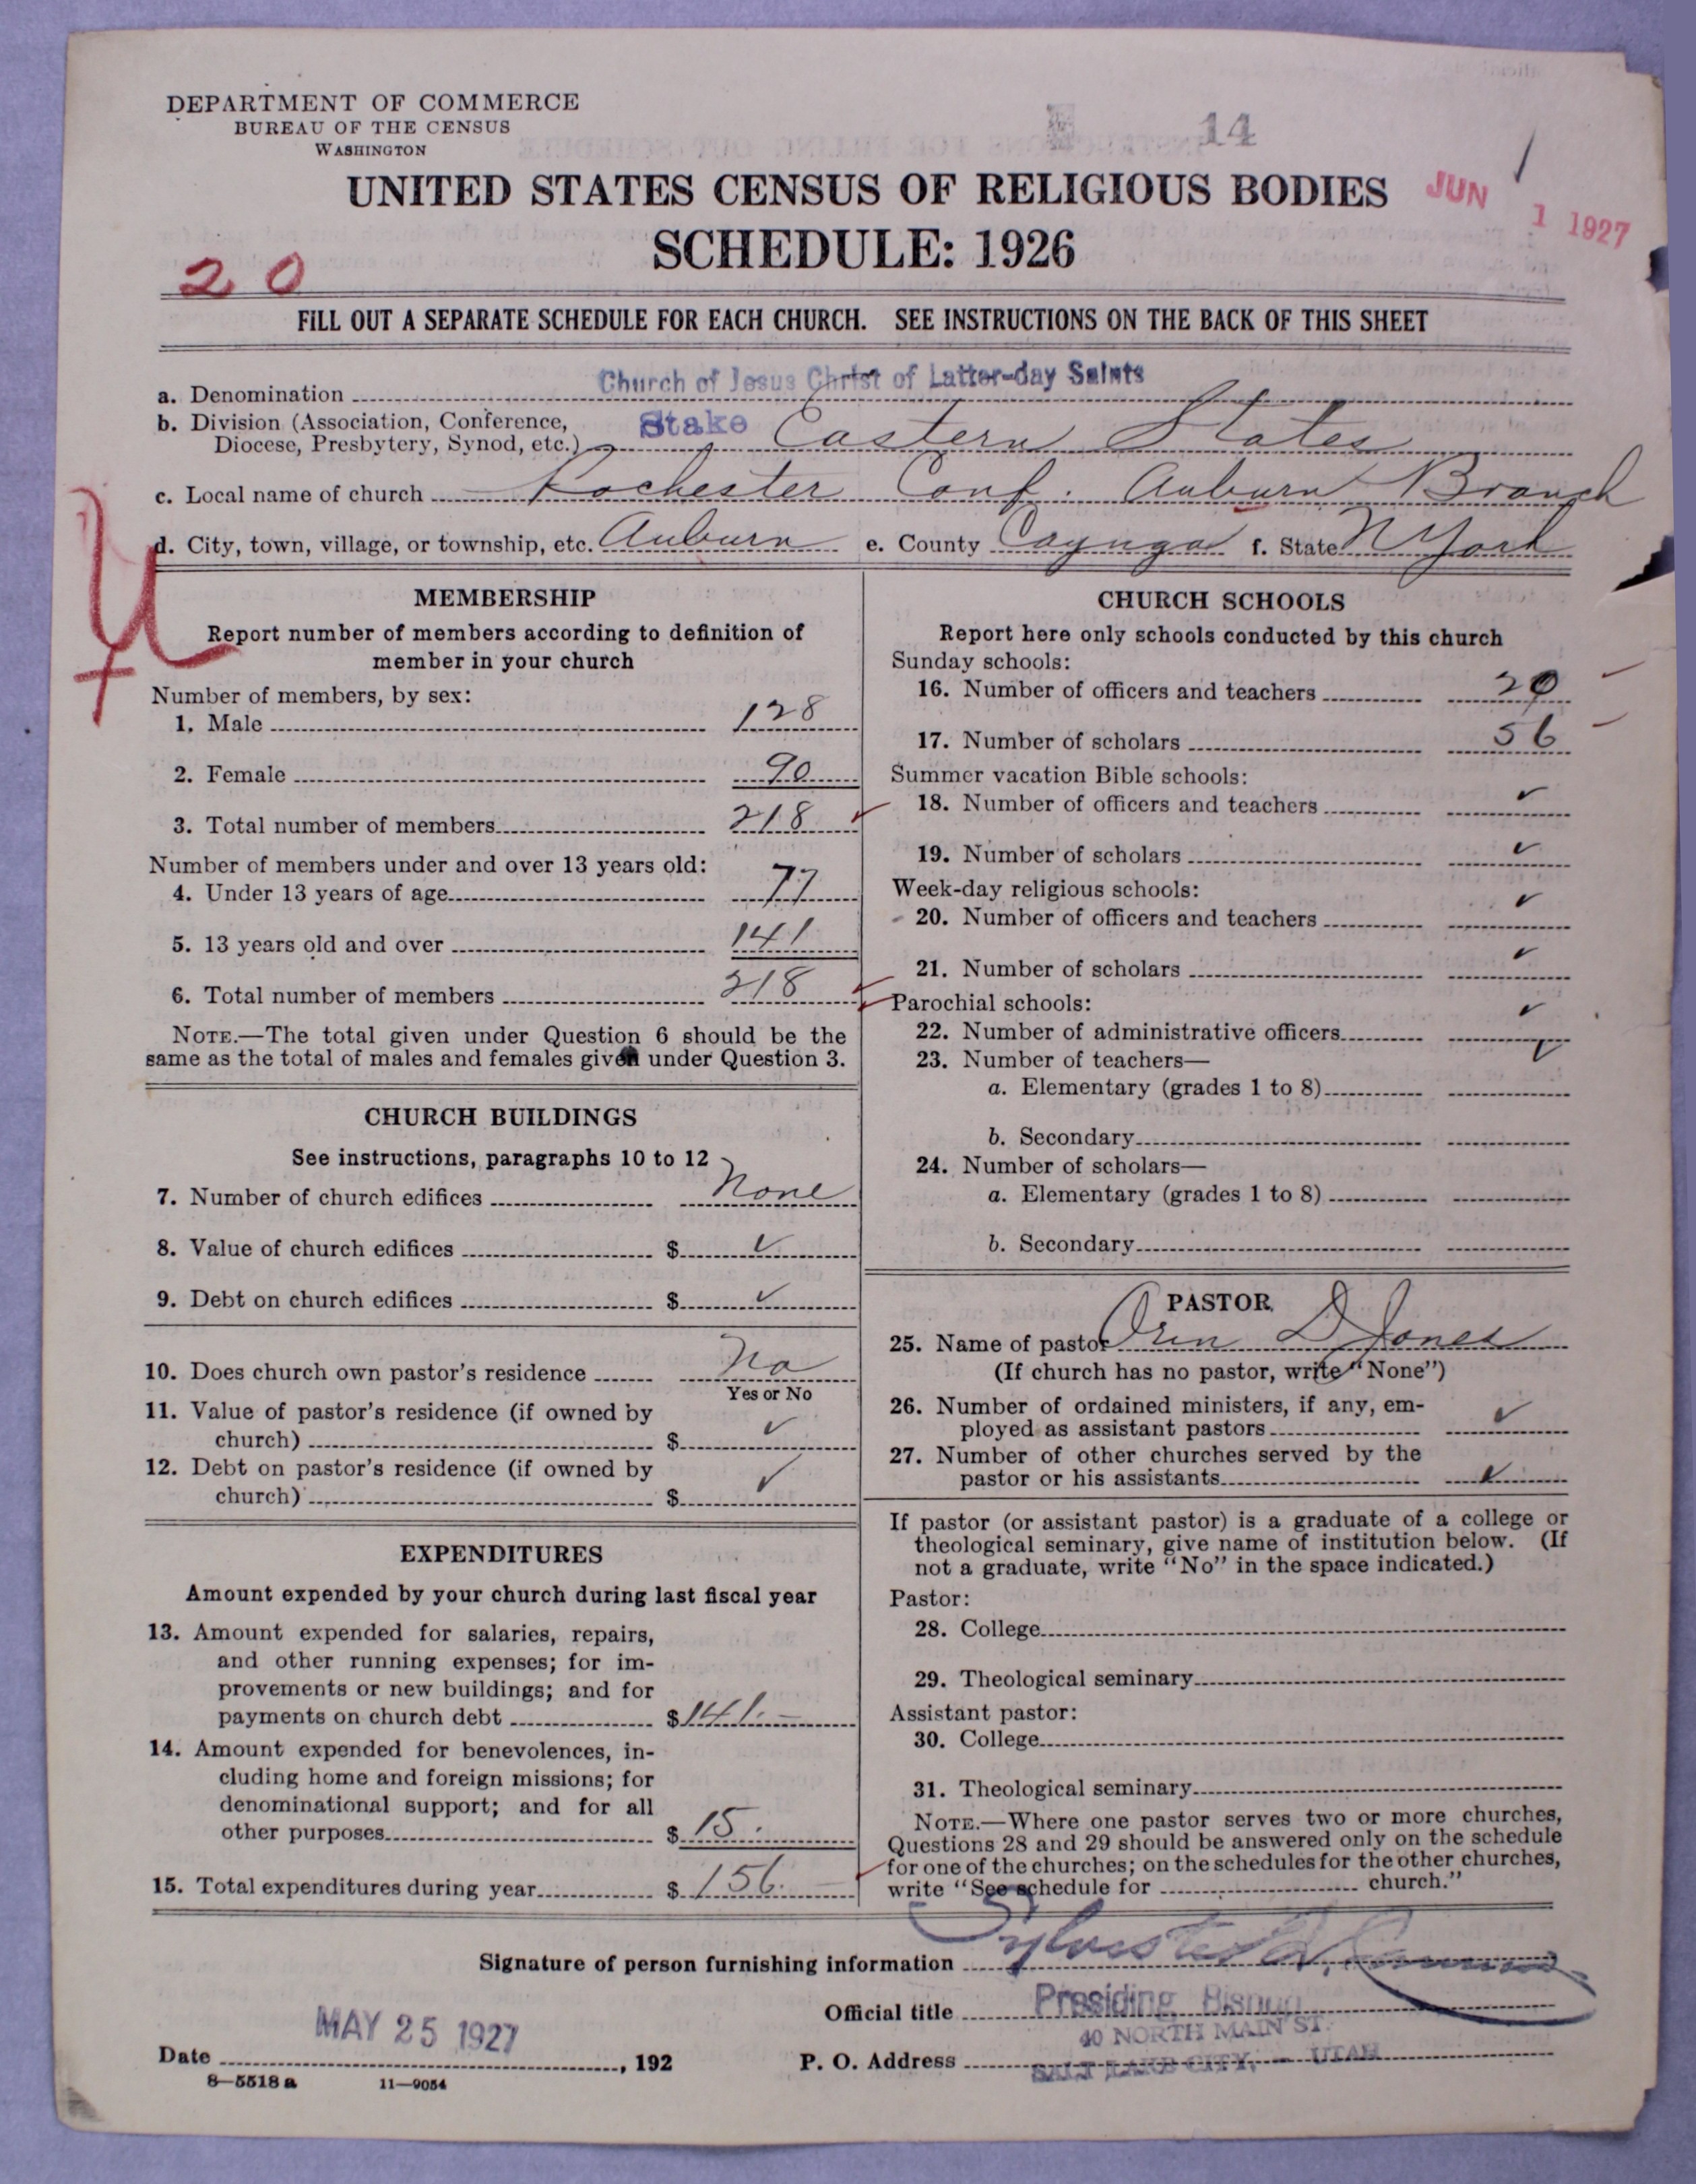 DEPARTMENT OF COMMERCE
BUREAU OF THE CENSUS
WASHINGTON
14
UNITED STATES CENSUS OF RELIGIOUS BODIES
JUN 1 1927
SCHEDULE: 1926
20
FILL OUT A SEPARATE SCHEDULE FOR EACH CHURCH. SEE INSTRUCTIONS ON THE BACK OF THIS SHEET
a. Denomination Church of Jesus Christ of Latter-day Saints
b. Division (Association, Conference,
Diocese, Presbytery, Synod, etc.) Stake Eastern States
c. Local name of church Rochester Conf. Auburn Branch
d. City, town, village, or township, etc. Auburn e. County Cayuga f. State N York
MEMBERSHIP
Report number of members according to definition of
member in your church
Number of members, by sex:
1. Male 128
2. Female 90
3. Total number of members 218
Number of members under and over 13 years old:
4. Under 13 years of age 77
5. 13 years old and over 141
6. Total number of members 218
NOTE.—The total given under Question 6 should be the
same as the total of males and females given under Question 3.
CHURCH BUILDINGS
See instructions, paragraphs 10 to 12
7. Number of church edifices none
8. Value of church edifices $ ✓
9. Debt on church edifices $ ✓
10. Does church own pastor's residence no
Yes or No
11. Value of pastor's residence (if owned by
church) $ ✓
12. Debt on pastor's residence (if owned by
church) $ ✓
EXPENDITURES
Amount expended by your church during last fiscal year
13. Amount expended for salaries, repairs,
and other running expenses; for im-
provements or new buildings; and for
payments on church debt $ 141.—
14. Amount expended for benevolences, in-
cluding home and foreign missions; for
denominational support; and for all
other purposes $ 15.
15. Total expenditures during year $ 156.
CHURCH SCHOOLS
Report here only schools conducted by this church
Sunday schools:
16. Number of officers and teachers 20
17. Number of scholars 56
Summer vacation Bible schools:
18. Number of officers and teachers ✓
19. Number of scholars ✓
Week-day religious schools:
20. Number of officers and teachers ✓
21. Number of scholars ✓
Parochial schools:
22. Number of administrative officers ✓
23. Number of teachers— ✓
a. Elementary (grades 1 to 8)
b. Secondary
24. Number of scholars—
a. Elementary (grades 1 to 8)
b. Secondary
PASTOR
25. Name of pastor Orin D Jones
(If church has no pastor, write "None")
26. Number of ordained ministers, if any, em-
ployed as assistant pastors ✓
27. Number of other churches served by the
pastor or his assistants ✓
If pastor (or assistant pastor) is a graduate of a college or
theological seminary, give name of institution below. (If
not a graduate, write "No" in the space indicated.)
Pastor:
28. College
29. Theological seminary
Assistant pastor:
30. College
31. Theological seminary
NOTE.—Where one pastor serves two or more churches,
Questions 28 and 29 should be answered only on the schedule
for one of the churches; on the schedules for the other churches,
write "See schedule for church."
Signature of person furnishing information Sylvester Q. Cannon
Official title Presiding Bishop
40 NORTH MAIN ST.
P. O. Address SALT LAKE CITY, - UTAH
MAY 25 1927
Date , 192
8—5518 a 11—9054